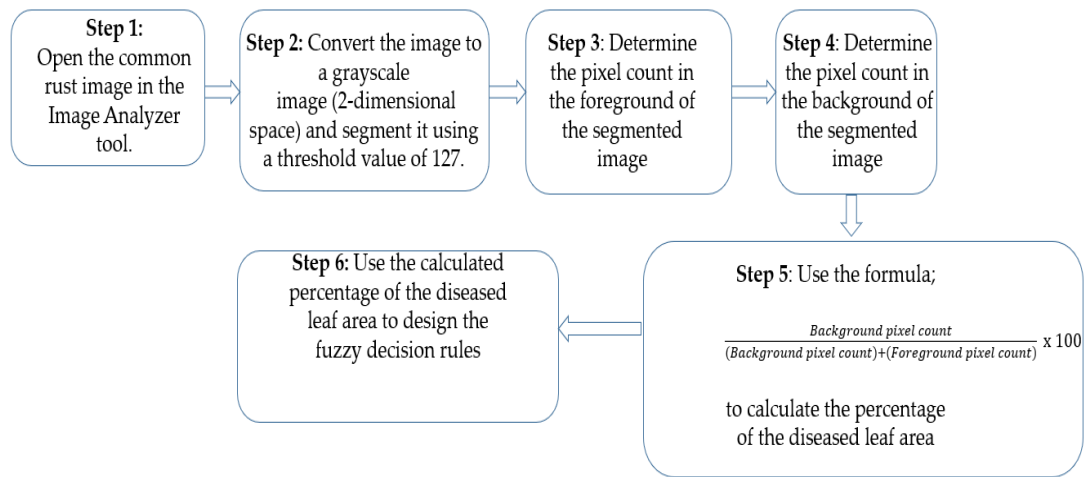 Step 1:
Open the common
rust image in the
Image Analyzer
tool.
Step 2: Convert the image to
a grayscale
image (2-dimensional
space) and segment it using
a threshold value of 127.
Step 3: Determine
the pixel count in
the foreground of
the segmented
image
Step 4: Determine
the pixel count in
the background of
the segmented
image
Step 5: Use the formula;
Background pixel count
(Background pixel count)+(Foreground pixel count)
x 100
to calculate the percentage
of the diseased leaf area
Step 6: Use the calculated
percentage of the diseased
leaf area to design the
fuzzy decision rules